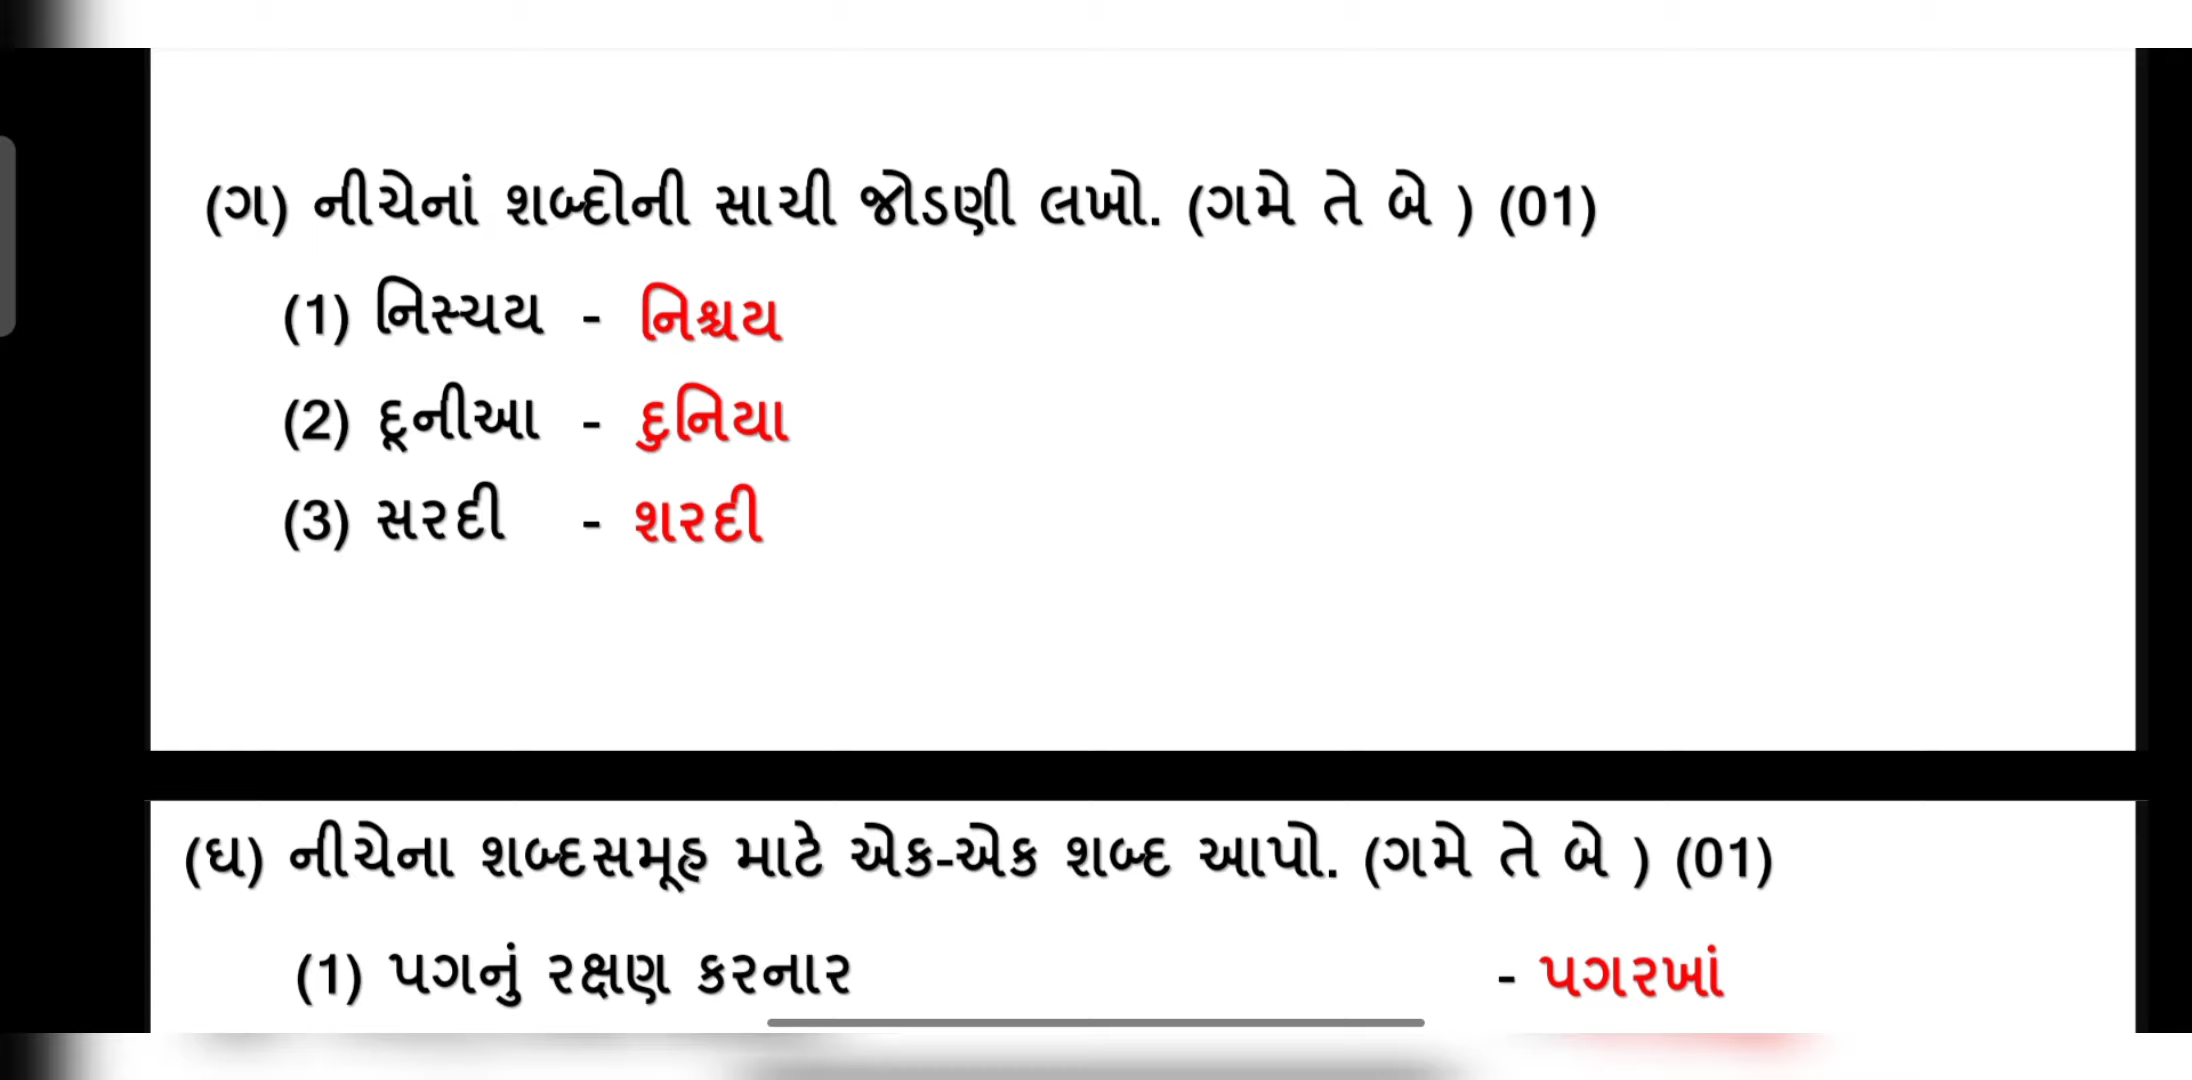 (ગ) નીચેનાં શબ્દોની સાચી જોડણી લખો. (ગમે તે બે ) (01)
(1) નિસ્ચય - નિશ્ચય
(2) દૂનીઆ - દુનિયા
(3) સરદી - શરદી
(ઘ) નીચેના શબ્દસમૂહ માટે એક-એક શબ્દ આપો. (ગમે તે બે ) (01)
(1) પગનું રક્ષણ કરનાર - પગરખાં